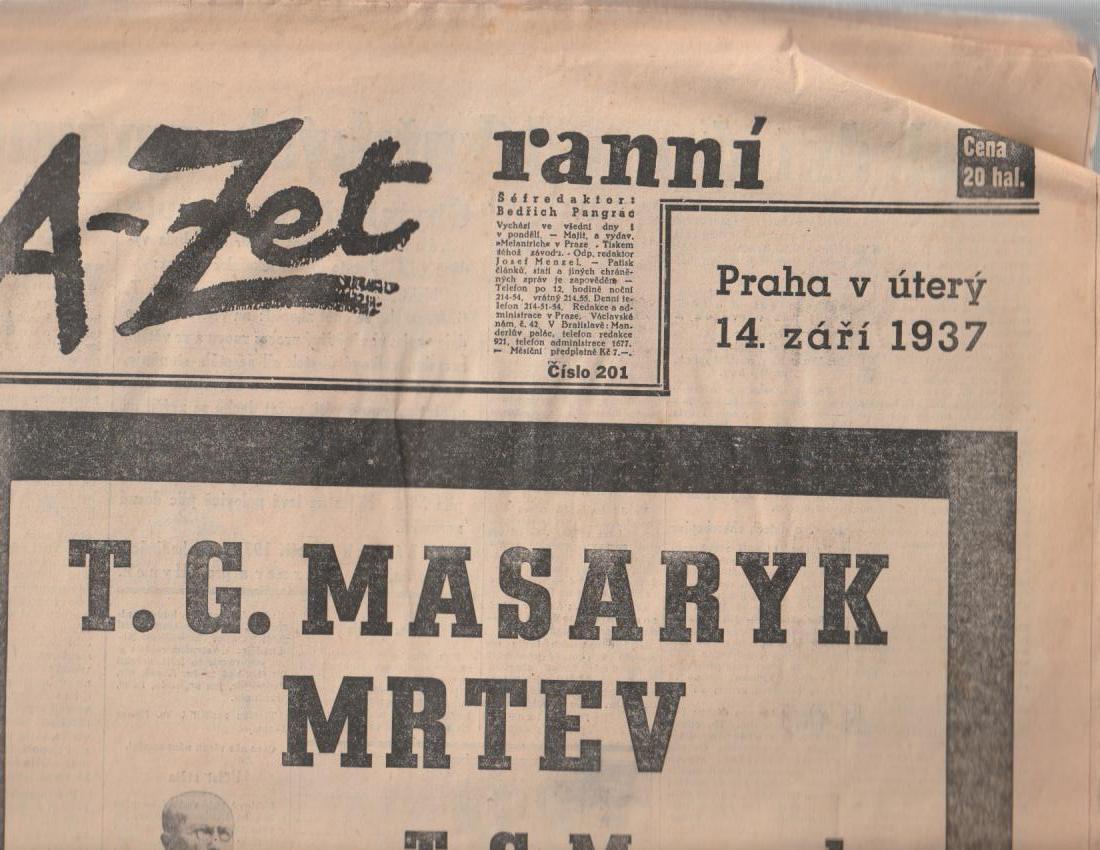 A-Zet
ranní
Cena
20 hal.
Šéfredaktor:
Bedřich Pangrác
Vychází ve všední dny i
v pondělí. — Majit. a vydav.
»Melantrich« v Praze. Tiskem
téhož závodu. - Odp. redaktor
Josef Menzel. — Patisk
článků, statí a jiných chráně-
ných zpráv je zapovězen —
Telefon po 12. hodině noční
214-54, vrátný 214.55. Denní te-
lefon 214-51-54. Redakce a ad-
ministrace v Praze, Václavské
nám. č. 42. V Bratislavě: Man-
derlův palác, telefon redakce
921, telefon administrace 1677.
— Měsíční předplatné Kč 7.—.
Číslo 201
Praha v úterý
14. září 1937
T. G. MASARYK
MRTEV